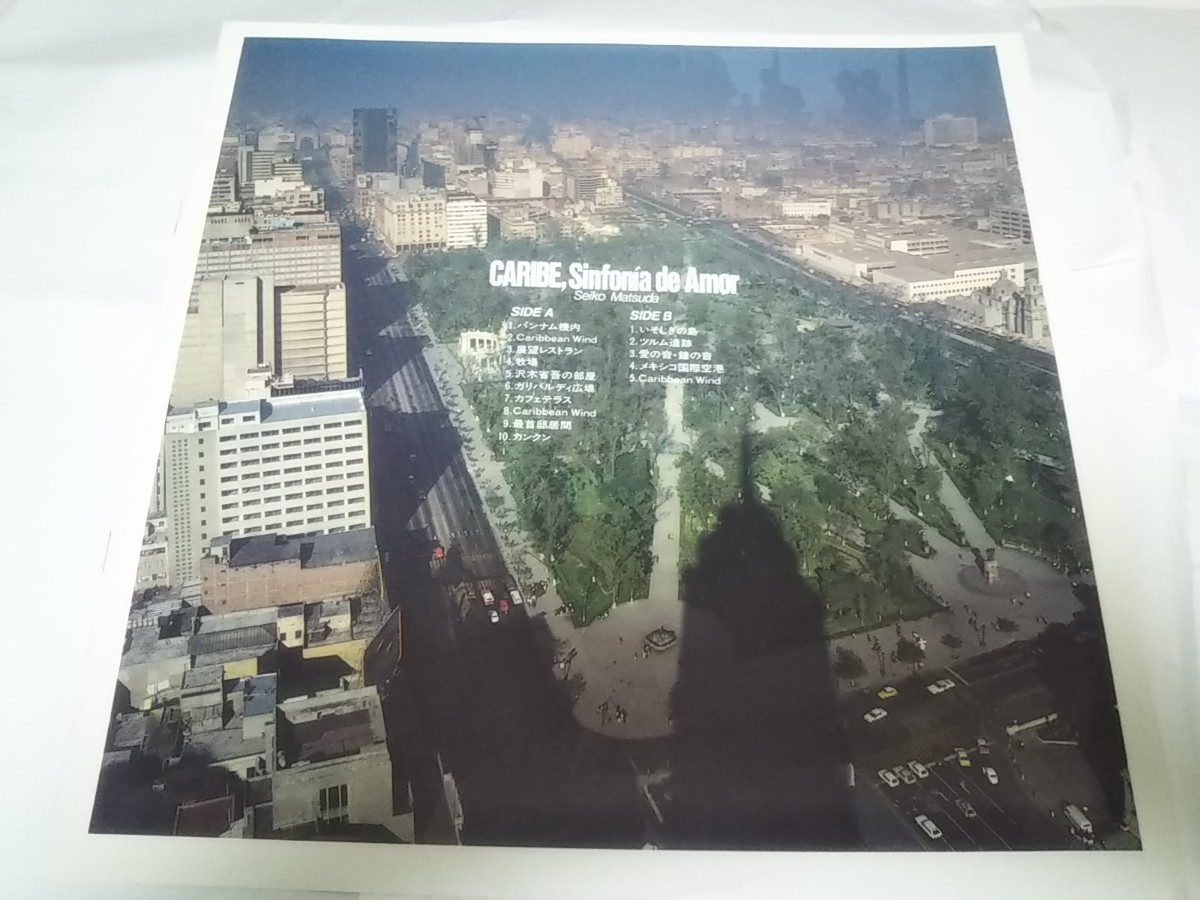 CARIBE, Sinfonía de Amor
Seiko Matsuda
SIDE A
1. パンナム機内
2. Caribbean Wind
3.展望レストラン
4. 牧場
5. 沢木省吾の部屋
6. ガリバルディ広場
7. カフェテラス
8. Caribbean Wind
9. 最首邸居間
10. カンクン
SIDE B
1. いそしぎの島
2. ツルム遺跡
3. 愛の音・鐘の音
4. メキシコ国際空港
5. Caribbean Wind